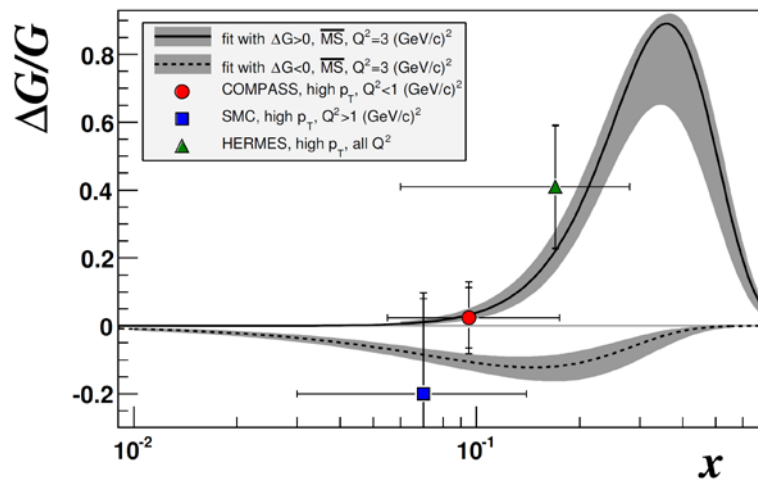 ΔG/G
fit with ΔG>0, M̅S̅, Q²=3 (GeV/c)²
fit with ΔG<0, M̅S̅, Q²=3 (GeV/c)²
COMPASS, high p_T, Q²<1 (GeV/c)²
SMC, high p_T, Q²>1 (GeV/c)²
HERMES, high p_T, all Q²
0.8
0.6
0.4
0.2
0
-0.2
10⁻² 10⁻¹
x